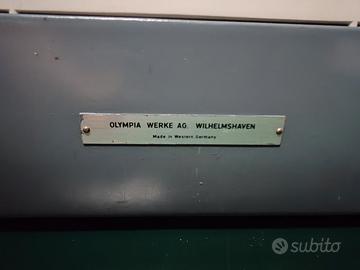 OLYMPIA WERKE AG. WILHELMSHAVEN
Made in Western Germany
subito